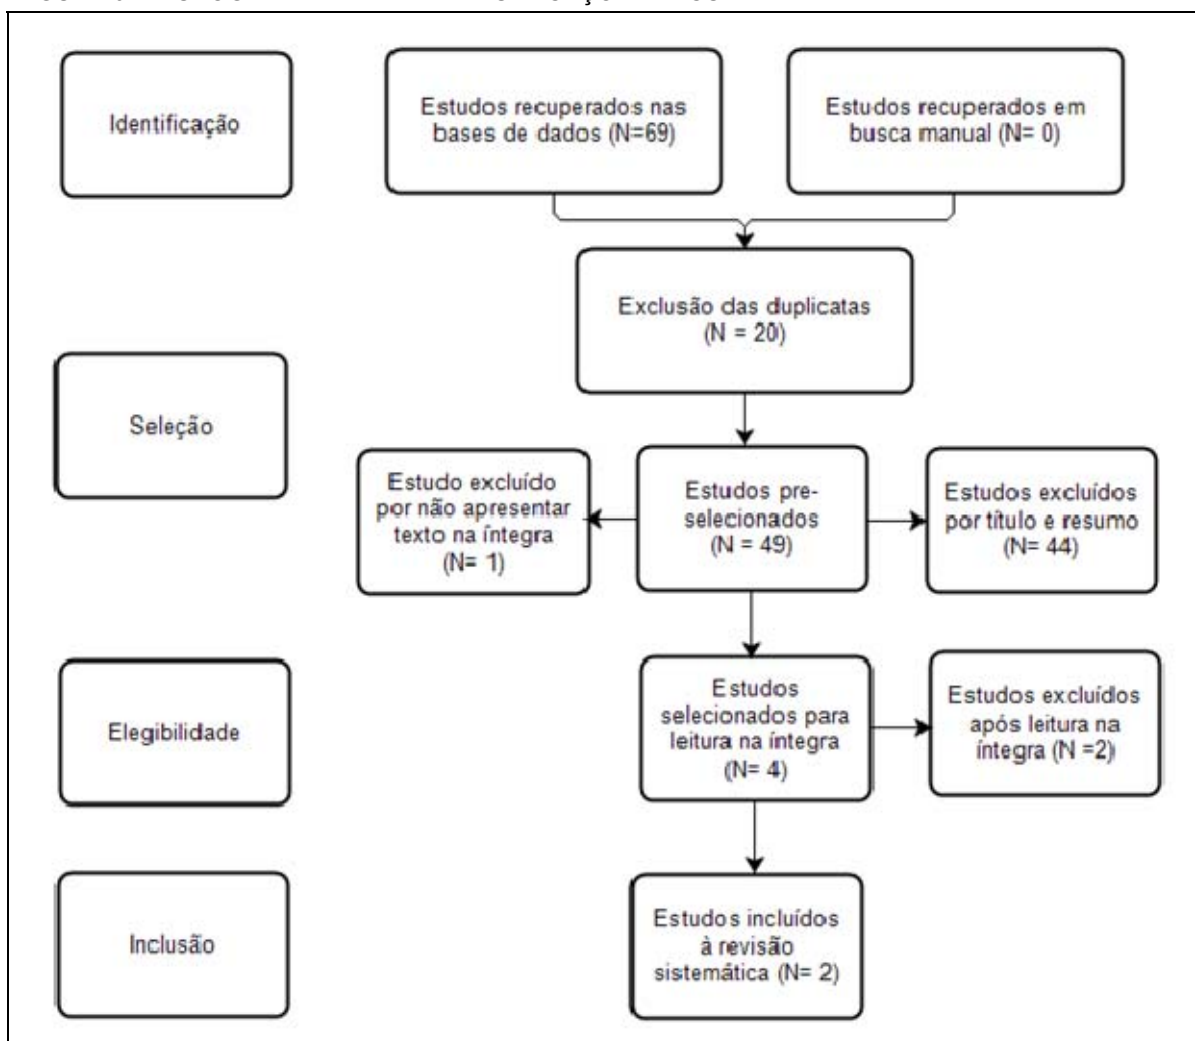 Identificação
Estudos recuperados nas
bases de dados (N=69)
Estudos recuperados em
busca manual (N= 0)
Exclusão das duplicatas
(N = 20)
Seleção
Estudo excluído
por não apresentar
texto na íntegra
(N= 1)
Estudos pre-
selecionados
(N = 49)
Estudos excluídos
por título e resumo
(N= 44)
Elegibilidade
Estudos
selecionados para
leitura na íntegra
(N= 4)
Estudos excluídos
após leitura na
íntegra (N =2)
Inclusão
Estudos incluídos
à revisão
sistemática (N= 2)